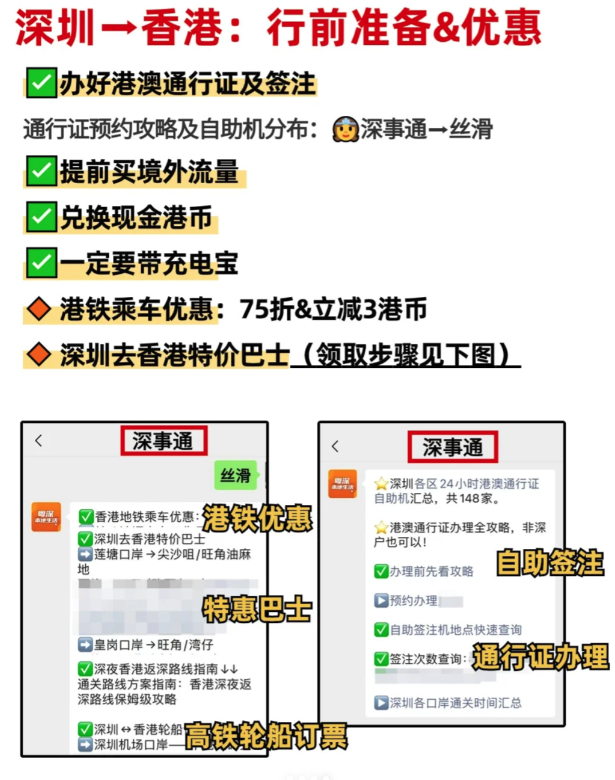 深圳→香港：行前准备&优惠
办好港澳通行证及签注
通行证预约攻略及自助机分布：深事通→丝滑
提前买境外流量
兑换现金港币
一定要带充电宝
港铁乘车优惠：75折&立减3港币
深圳去香港特价巴士（领取步骤见下图）
深事通
丝滑
粤深
本地生活
香港地铁乘车优惠：
港铁优惠
深圳去香港特价巴士
莲塘口岸→尖沙咀/旺角油麻
地
特惠巴士
皇岗口岸→旺角/湾仔
深夜香港返深路线指南↓↓
通关路线方案指南：香港深夜返
深路线保姆级攻略
深圳↔香港轮船
深圳机场口岸—
高铁轮船订票
深事通
粤深
本地生活
深圳各区24小时港澳通行证
自助机汇总，共148家。
港澳通行证办理全攻略，非深
户也可以！
自助签注
办理前先看攻略
预约办理
自助签注机地点快速查询
签注次数查询：
通行证办理
深圳各口岸通关时间汇总